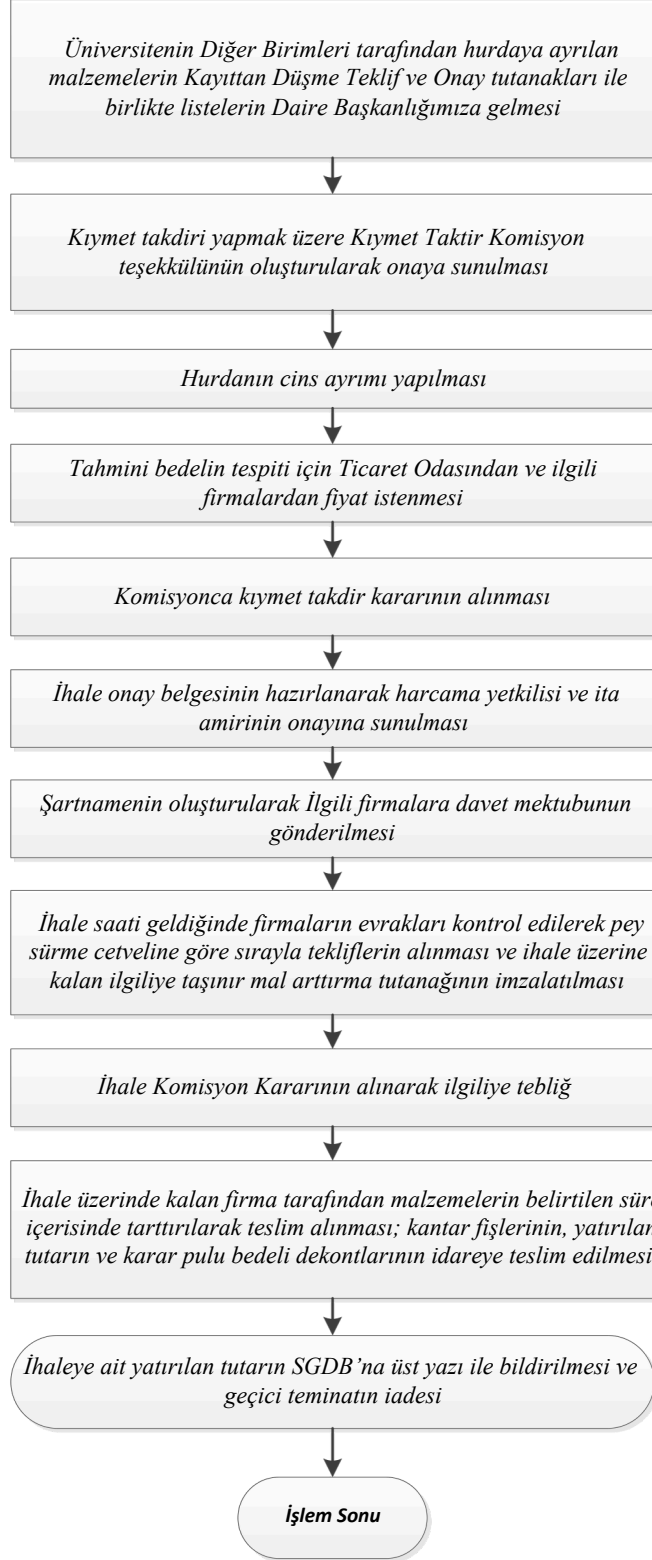 Üniversitenin Diğer Birimleri tarafından hurdaya ayrılan
malzemelerin Kayıttan Düşme Teklif ve Onay tutanakları ile
birlikte listelerin Daire Başkanlığımıza gelmesi
Kıymet takdiri yapmak üzere Kıymet Taktir Komisyon
teşekkülünün oluşturularak onaya sunulması
Hurdanın cins ayrımı yapılması
Tahmini bedelin tespiti için Ticaret Odasından ve ilgili
firmalardan fiyat istenmesi
Komisyonca kıymet takdir kararının alınması
İhale onay belgesinin hazırlanarak harcama yetkilisi ve ita
amirinin onayına sunulması
Şartnamenin oluşturularak İlgili firmalara davet mektubunun
gönderilmesi
İhale saati geldiğinde firmaların evrakları kontrol edilerek pey
sürme cetveline göre sırayla tekliflerin alınması ve ihale üzerine
kalan ilgiliye taşınır mal arttırma tutanağının imzalatılması
İhale Komisyon Kararının alınarak ilgiliye tebliğ
İhale üzerinde kalan firma tarafından malzemelerin belirtilen süre
içerisinde tarttırılarak teslim alınması; kantar fişlerinin, yatırılan
tutarın ve karar pulu bedeli dekontlarının idareye teslim edilmesi
İhaleye ait yatırılan tutarın SGDB’na üst yazı ile bildirilmesi ve
geçici teminatın iadesi
İşlem Sonu